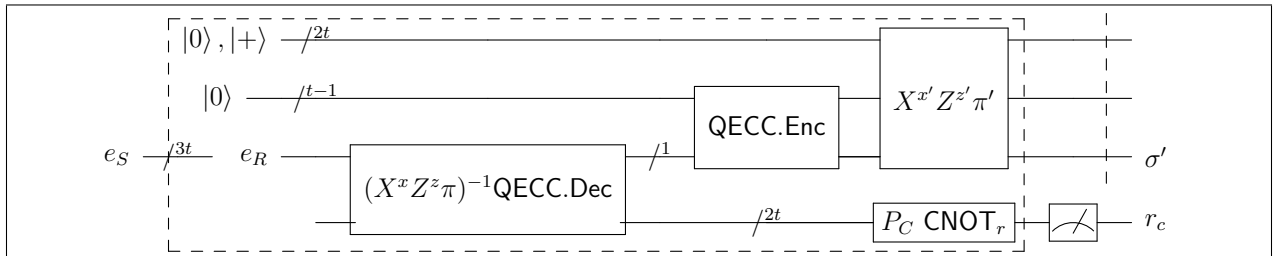 |0⟩ , |+⟩ 2t
|0⟩ t−1 QECC.Enc X^{x'} Z^{z'} π'
e_S 3t e_R (X^x Z^z π)^{−1}QECC.Dec 1 σ'
2t P_C CNOT_r r_c